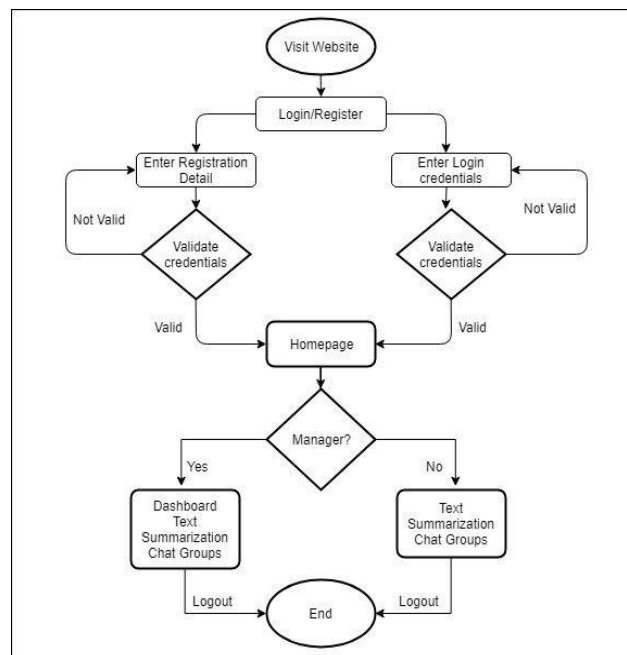 Visit Website
Login/Register
Enter Registration
Detail
Enter Login
credentials
Not Valid
Not Valid
Validate
credentials
Validate
credentials
Valid
Valid
Homepage
Manager?
Yes
No
Dashboard
Text
Summarization
Chat Groups
Text
Summarization
Chat Groups
Logout
Logout
End